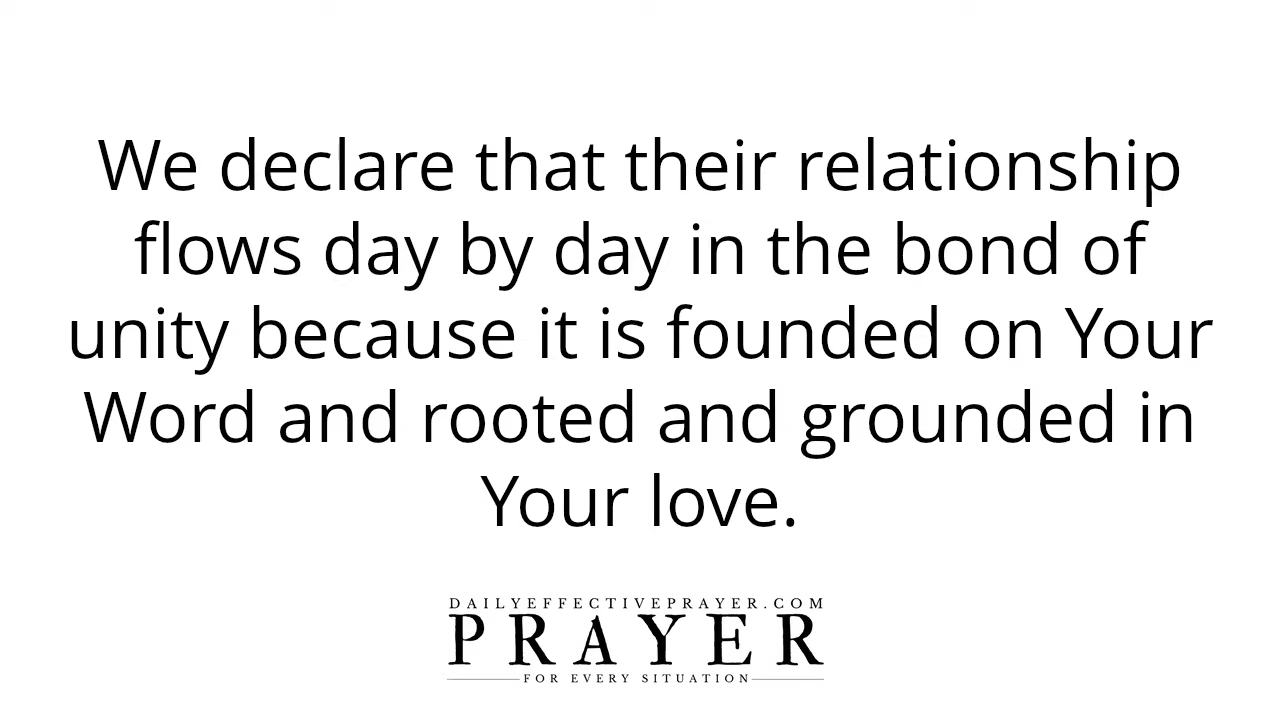 We declare that their relationship
flows day by day in the bond of
unity because it is founded on Your
Word and rooted and grounded in
Your love.
DAILYEFFECTIVEPRAYER.COM
PRAYER
FOR EVERY SITUATION